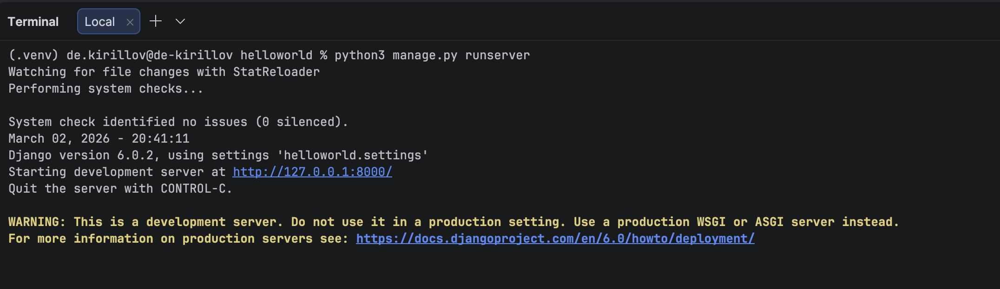 Terminal Local
(.venv) de.kirillov@de-kirillov helloworld % python3 manage.py runserver
Watching for file changes with StatReloader
Performing system checks...
System check identified no issues (0 silenced).
March 02, 2026 - 20:41:11
Django version 6.0.2, using settings 'helloworld.settings'
Starting development server at http://127.0.0.1:8000/
Quit the server with CONTROL-C.
WARNING: This is a development server. Do not use it in a production setting. Use a production WSGI or ASGI server instead.
For more information on production servers see: https://docs.djangoproject.com/en/6.0/howto/deployment/